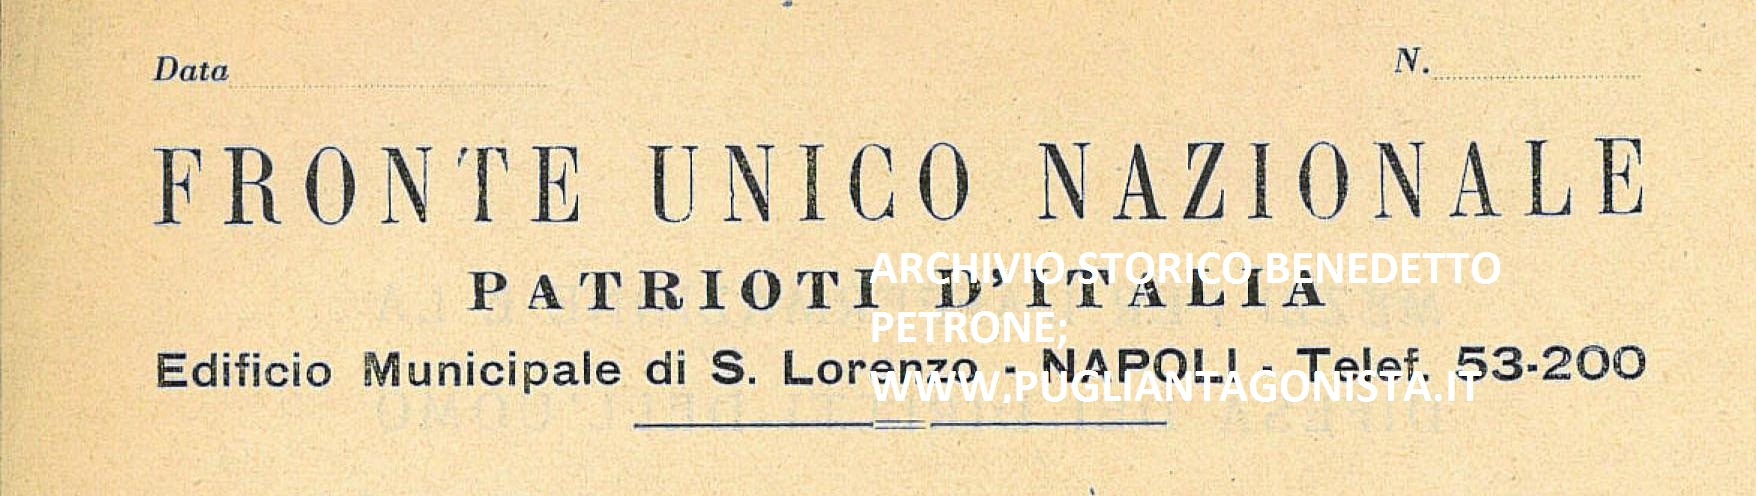 Data
N.
FRONTE UNICO NAZIONALE
PATRIOTI D'ITALIA
Edificio Municipale di S. Lorenzo - NAPOLI - Telef. 53-200
ARCHIVIO STORICO BENEDETTO
PETRONE;
WWW.PUGLIANTAGONISTA.IT